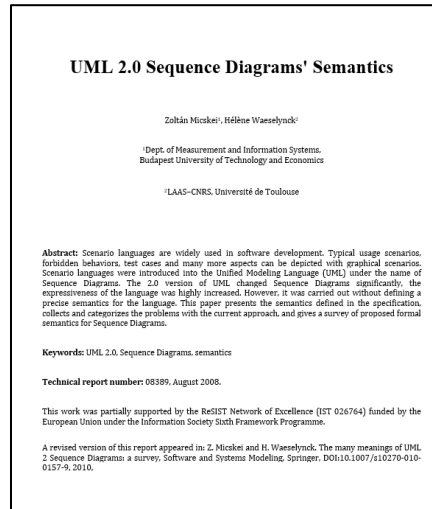 UML 2.0 Sequence Diagrams' Semantics
Zoltán Micskei¹, Hélène Waeselynck²
¹Dept. of Measurement and Information Systems,
Budapest University of Technology and Economics
²LAAS–CNRS, Université de Toulouse
Abstract: Scenario languages are widely used in software development. Typical usage scenarios,
forbidden behaviors, test cases and many more aspects can be depicted with graphical scenarios.
Scenario languages were introduced into the Unified Modeling Language (UML) under the name of
Sequence Diagrams. The 2.0 version of UML changed Sequence Diagrams significantly, the
expressiveness of the language was highly increased. However, it was carried out without defining a
precise semantics for the language. This paper presents the semantics defined in the specification,
collects and categorizes the problems with the current approach, and gives a survey of proposed formal
semantics for Sequence Diagrams.
Keywords: UML 2.0, Sequence Diagrams, semantics
Technical report number: 08389, August 2008.
This work was partially supported by the ReSIST Network of Excellence (IST 026764) funded by the
European Union under the Information Society Sixth Framework Programme.
A revised version of this report appeared in: Z. Micskei and H. Waeselynck. The many meanings of UML
2 Sequence Diagrams: a survey, Software and Systems Modeling, Springer, DOI:10.1007/s10270-010-
0157-9, 2010,